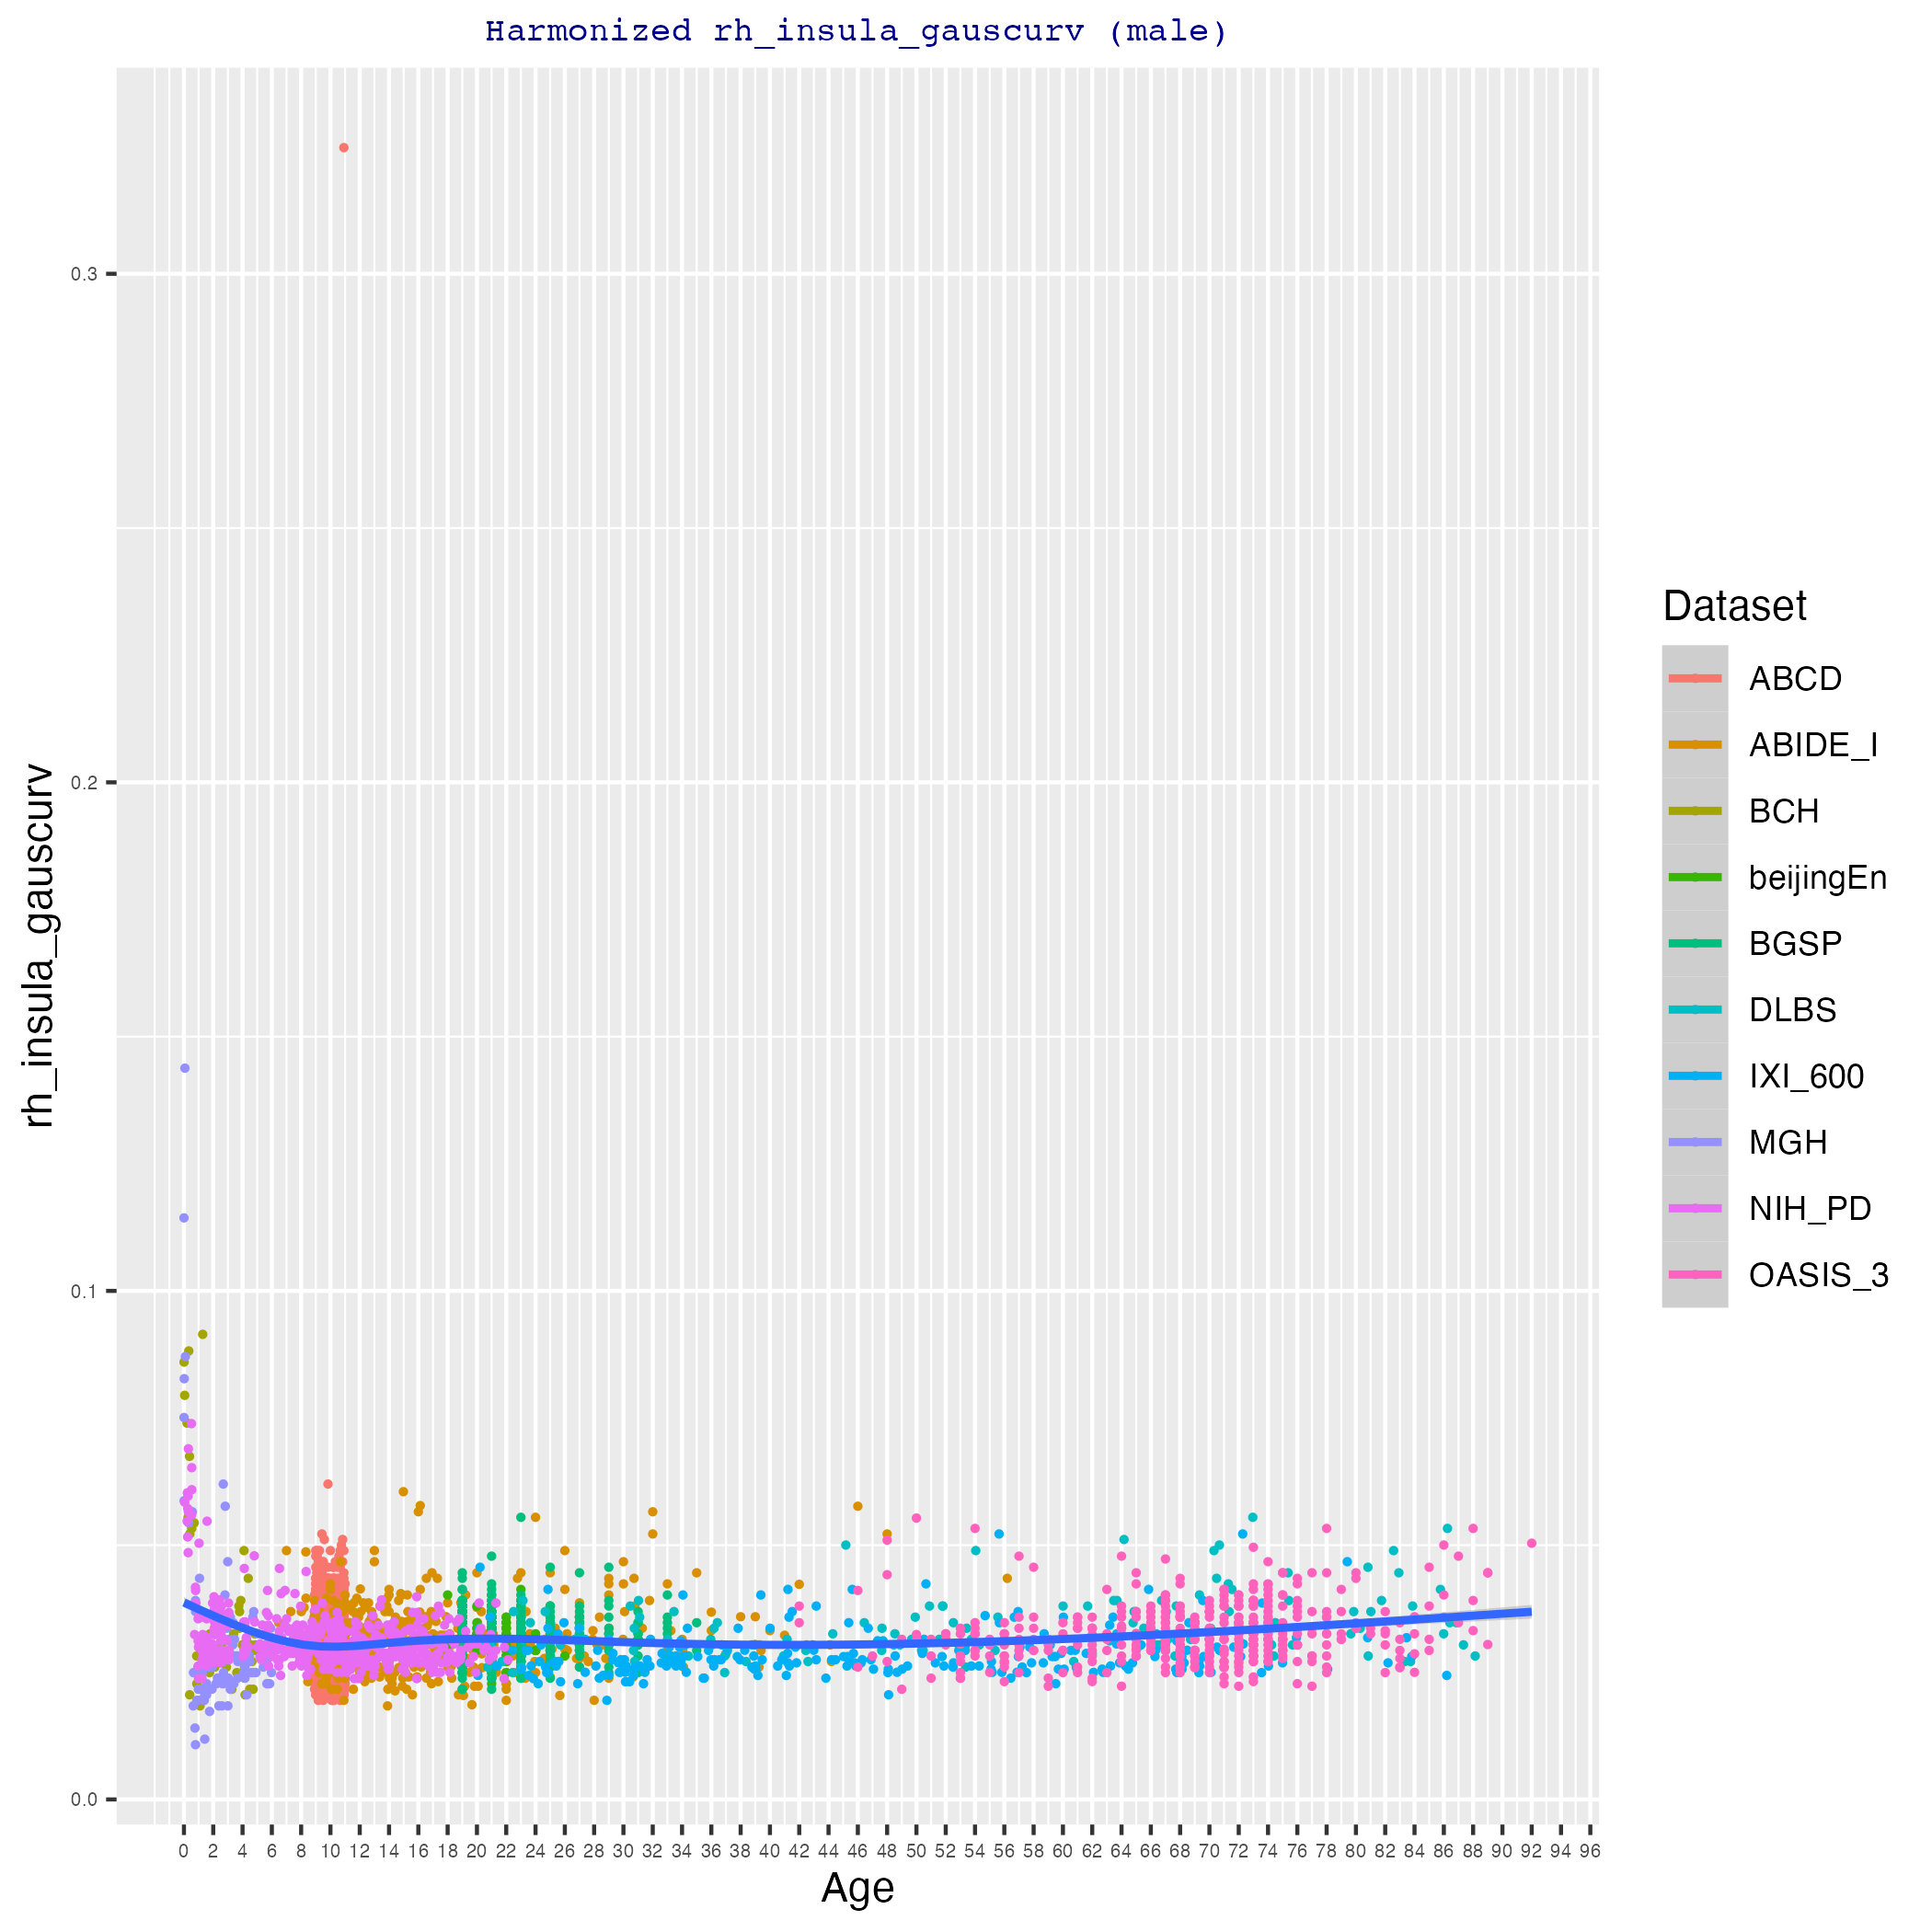 Harmonized rh_insula_gauscurv (male)
rh_insula_gauscurv
0.3
0.2
0.1
0.0
0 2 4 6 8 10 12 14 16 18 20 22 24 26 28 30 32 34 36 38 40 42 44 46 48 50 52 54 56 58 60 62 64 66 68 70 72 74 76 78 80 82 84 86 88 90 92 94 96
Age
Dataset
ABCD
ABIDE_I
BCH
beijingEn
BGSP
DLBS
IXI_600
MGH
NIH_PD
OASIS_3